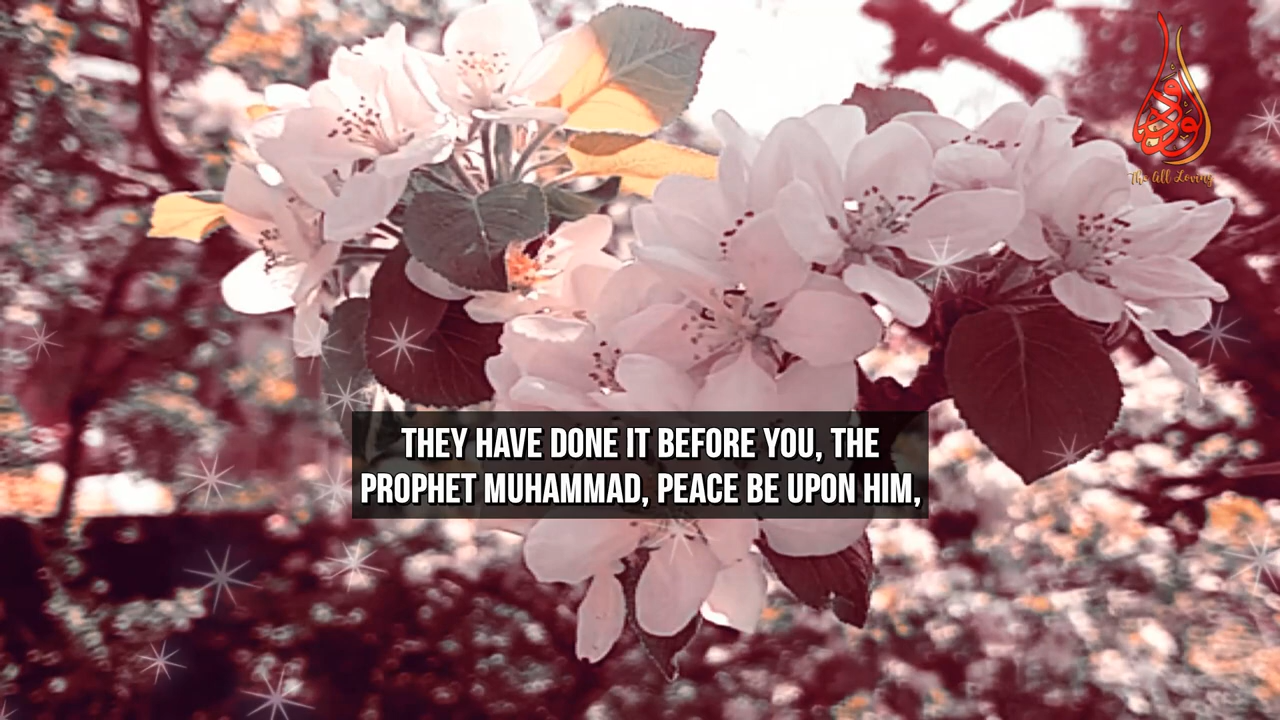 The All Loving
THEY HAVE DONE IT BEFORE YOU, THE
PROPHET MUHAMMAD, PEACE BE UPON HIM,